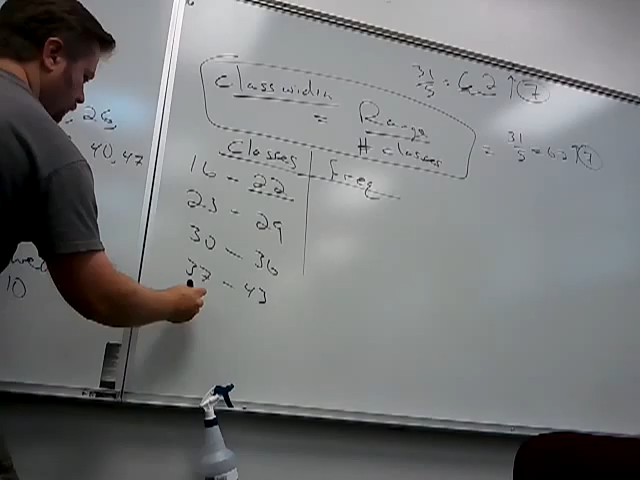 26,
40,47
10
31/5 = 6.2 ↑ 7
Class width = Range / # classes = 31/5 = 6.2 ↑ 7
Classes | Freq
16 - 22
23 - 29
30 - 36
37 - 43